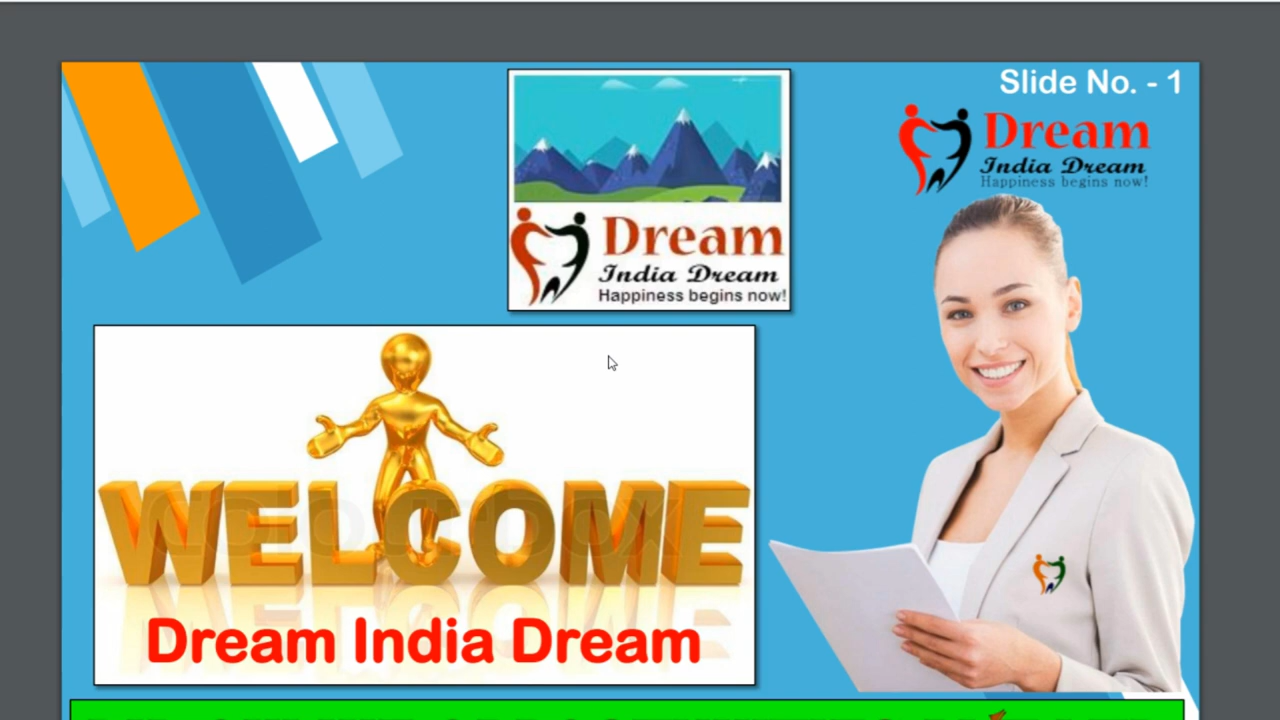 Slide No. - 1
Dream
India Dream
Happiness begins now!
Dream
India Dream
Happiness begins now!
WELCOME
Dream India Dream